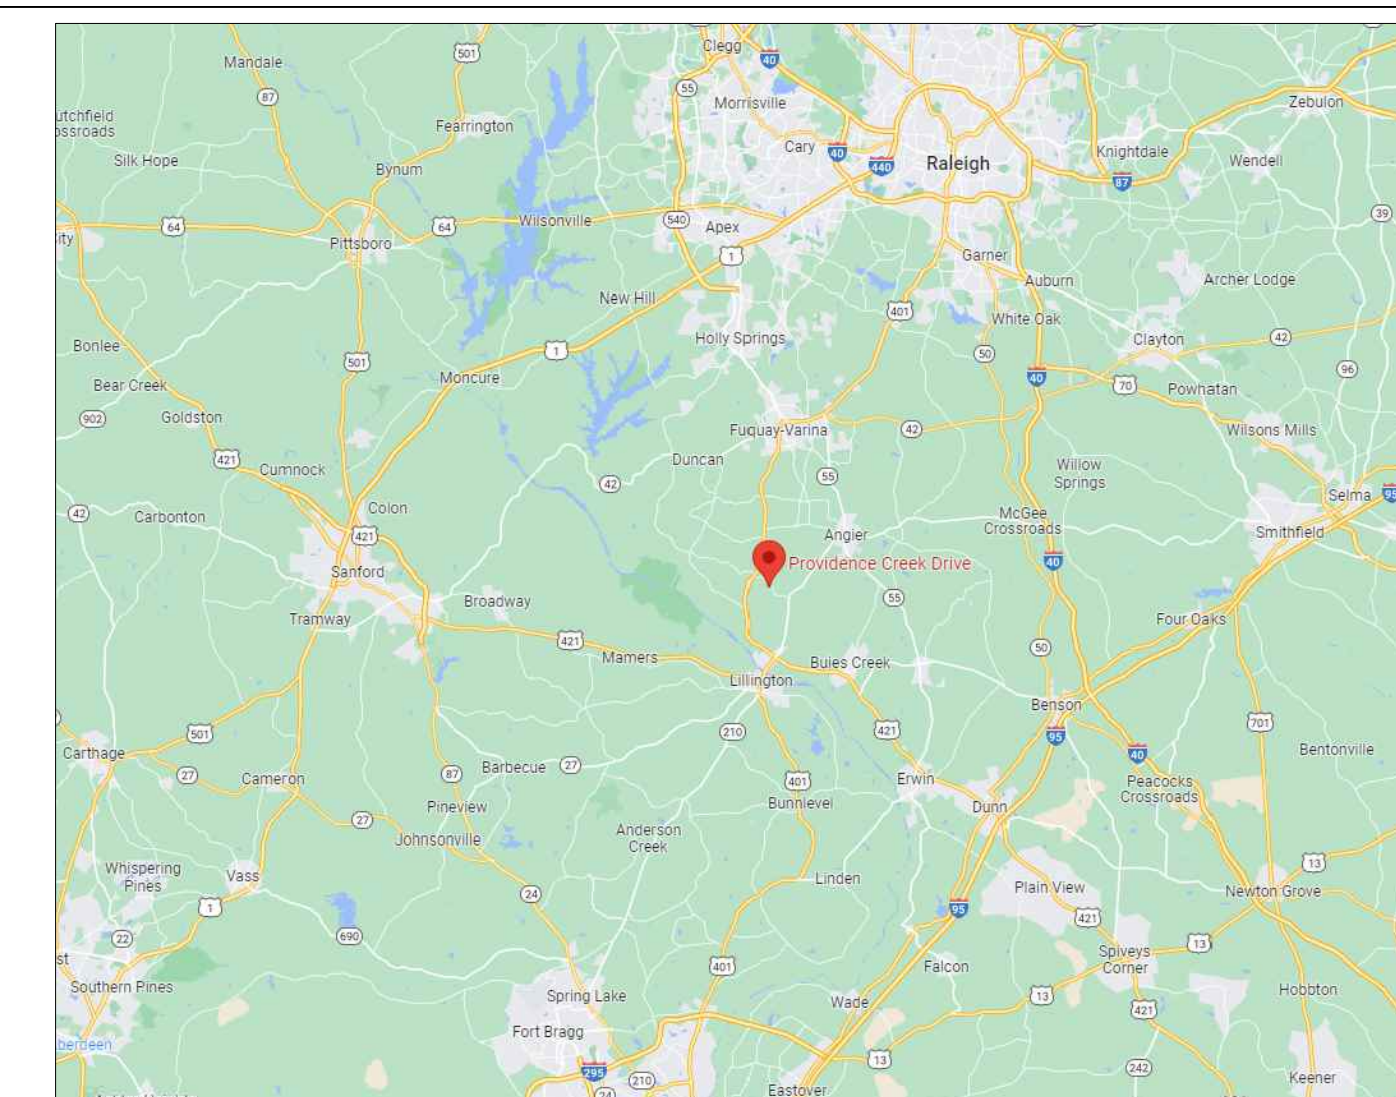 Clegg
501
Mandale
40
55
87
Morrisville
Zebulon
utchfield
ossroads
Fearrington
Cary
40
440
Raleigh
Knightdale
Wendell
Silk Hope
Bynum
87
39
64
64
Wilsonville
540
Apex
ity
Pittsboro
1
Garner
Auburn
Archer Lodge
New Hill
401
White Oak
Holly Springs
42
Clayton
Bonlee
1
50
501
96
Moncure
40
Bear Creek
70
Powhatan
902
Goldston
Fuquay-Varina
42
Wilsons Mills
421
Cumnock
Duncan
Willow
Springs
55
42
Selma
95
42
Carbonton
Colon
McGee
Crossroads
Smithfield
421
Angier
Providence Creek Drive
40
Sanford
Broadway
55
Tramway
Four Oaks
421
50
Mamers
Buies Creek
Lillington
Benson
501
210
421
95
701
Carthage
40
Bentonville
27
Cameron
87
Barbecue
27
401
Erwin
Peacocks
Crossroads
Pineview
Bunnlevel
Dunn
27
Johnsonville
Anderson
Creek
13
Whispering
Pines
Vass
Linden
Plain View
Newton Grove
24
1
95
421
22
690
13
st
401
Falcon
Spiveys
Corner
Southern Pines
Spring Lake
Wade
13
Hobbton
421
Fort Bragg
berdeen
13
295
210
242
Keener
24
Eastover